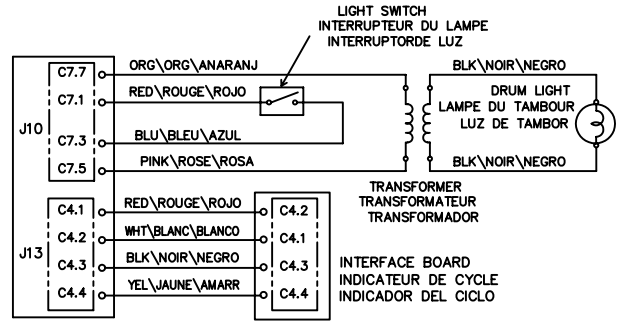 LIGHT SWITCH
INTERRUPTEUR DU LAMPE
INTERRUPTORDE LUZ
J10
C7.7
ORG\ORG\ANARANJ
C7.1
RED\ROUGE\ROJO
C7.3
BLU\BLEU\AZUL
C7.5
PINK\ROSE\ROSA
BLK\NOIR\NEGRO
DRUM LIGHT
LAMPE DU TAMBOUR
LUZ DE TAMBOR
BLK\NOIR\NEGRO
TRANSFORMER
TRANSFORMATEUR
TRANSFORMADOR
J13
C4.1
RED\ROUGE\ROJO
C4.2
C4.2
WHT\BLANC\BLANCO
C4.1
C4.3
BLK\NOIR\NEGRO
C4.3
C4.4
YEL\JAUNE\AMARR
C4.4
INTERFACE BOARD
INDICATEUR DE CYCLE
INDICADOR DEL CICLO